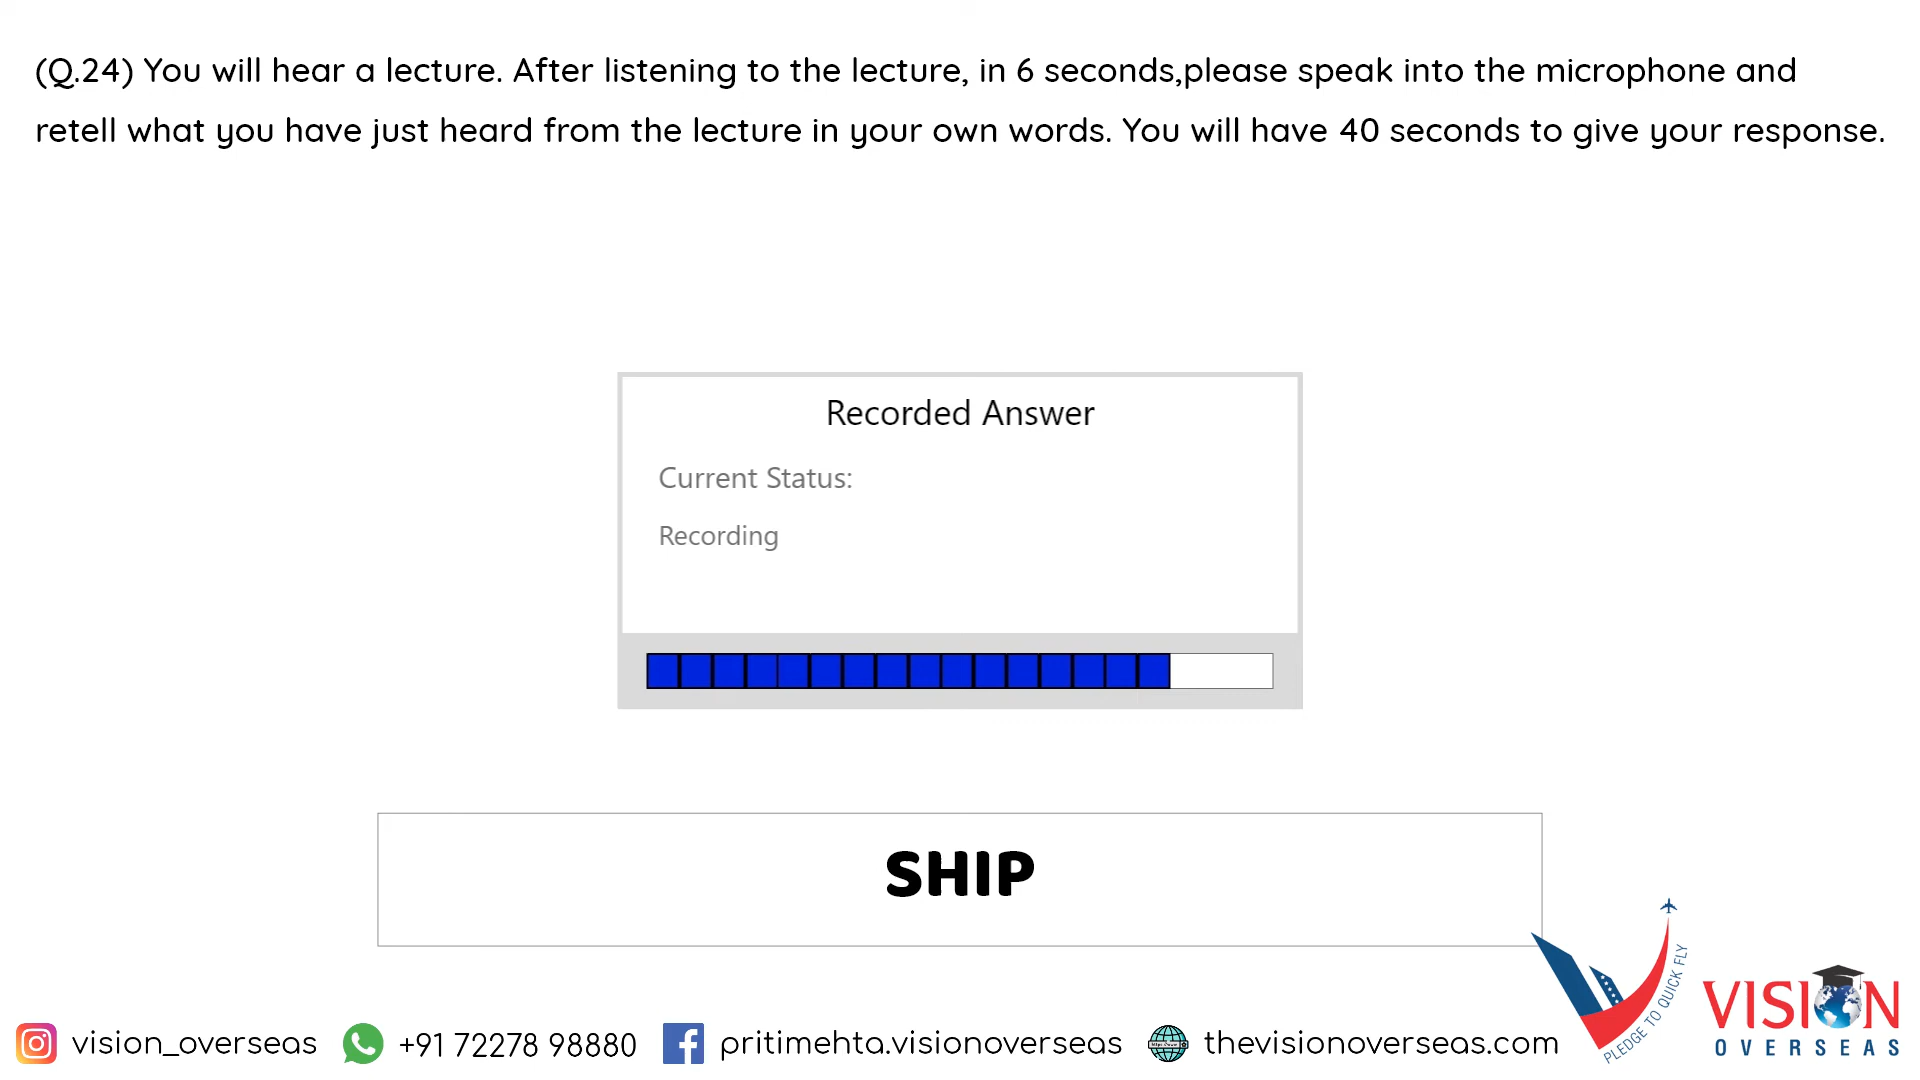 (Q.24) You will hear a lecture. After listening to the lecture, in 6 seconds,please speak into the microphone and
retell what you have just heard from the lecture in your own words. You will have 40 seconds to give your response.
Recorded Answer
Current Status:
Recording
SHIP
PLEDGE TO QUICK FLY
VISION
OVERSEAS
vision_overseas
+91 72278 98880
pritimehta.visionoverseas
thevisionoverseas.com